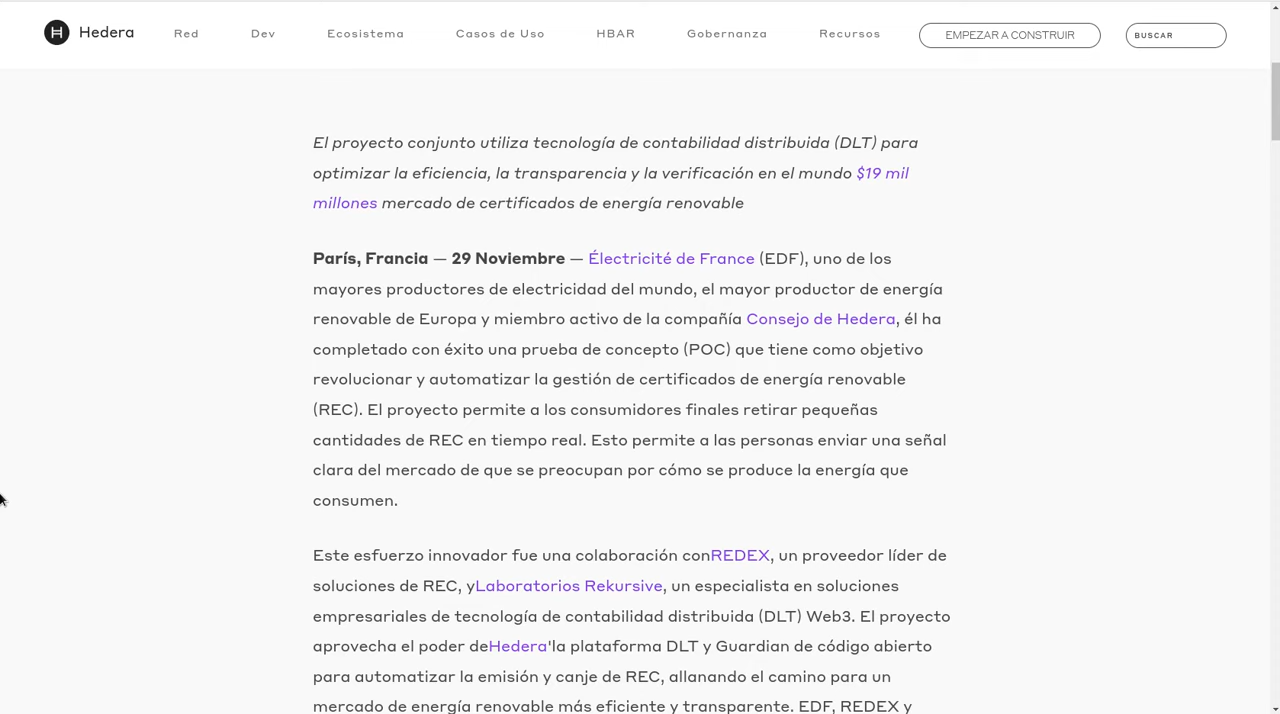 Hedera
Red Dev Ecosistema Casos de Uso HBAR Gobernanza Recursos EMPEZAR A CONSTRUIR BUSCAR
El proyecto conjunto utiliza tecnología de contabilidad distribuida (DLT) para
optimizar la eficiencia, la transparencia y la verificación en el mundo $19 mil
millones mercado de certificados de energía renovable
París, Francia — 29 Noviembre — Électricité de France (EDF), uno de los
mayores productores de electricidad del mundo, el mayor productor de energía
renovable de Europa y miembro activo de la compañía Consejo de Hedera, él ha
completado con éxito una prueba de concepto (POC) que tiene como objetivo
revolucionar y automatizar la gestión de certificados de energía renovable
(REC). El proyecto permite a los consumidores finales retirar pequeñas
cantidades de REC en tiempo real. Esto permite a las personas enviar una señal
clara del mercado de que se preocupan por cómo se produce la energía que
consumen.
Este esfuerzo innovador fue una colaboración conREDEX, un proveedor líder de
soluciones de REC, yLaboratorios Rekursive, un especialista en soluciones
empresariales de tecnología de contabilidad distribuida (DLT) Web3. El proyecto
aprovecha el poder deHedera'la plataforma DLT y Guardian de código abierto
para automatizar la emisión y canje de REC, allanando el camino para un
mercado de energía renovable más eficiente y transparente. EDF, REDEX y